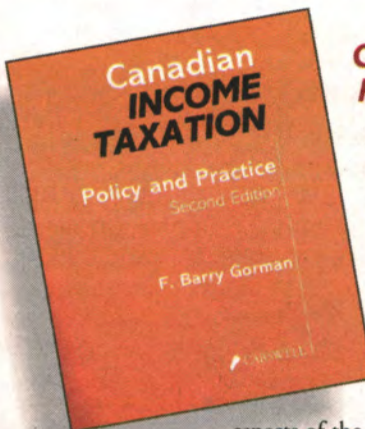 Canadian
INCOME
TAXATION
Policy and Practice
Second Edition
F. Barry Gorman
CARSWELL